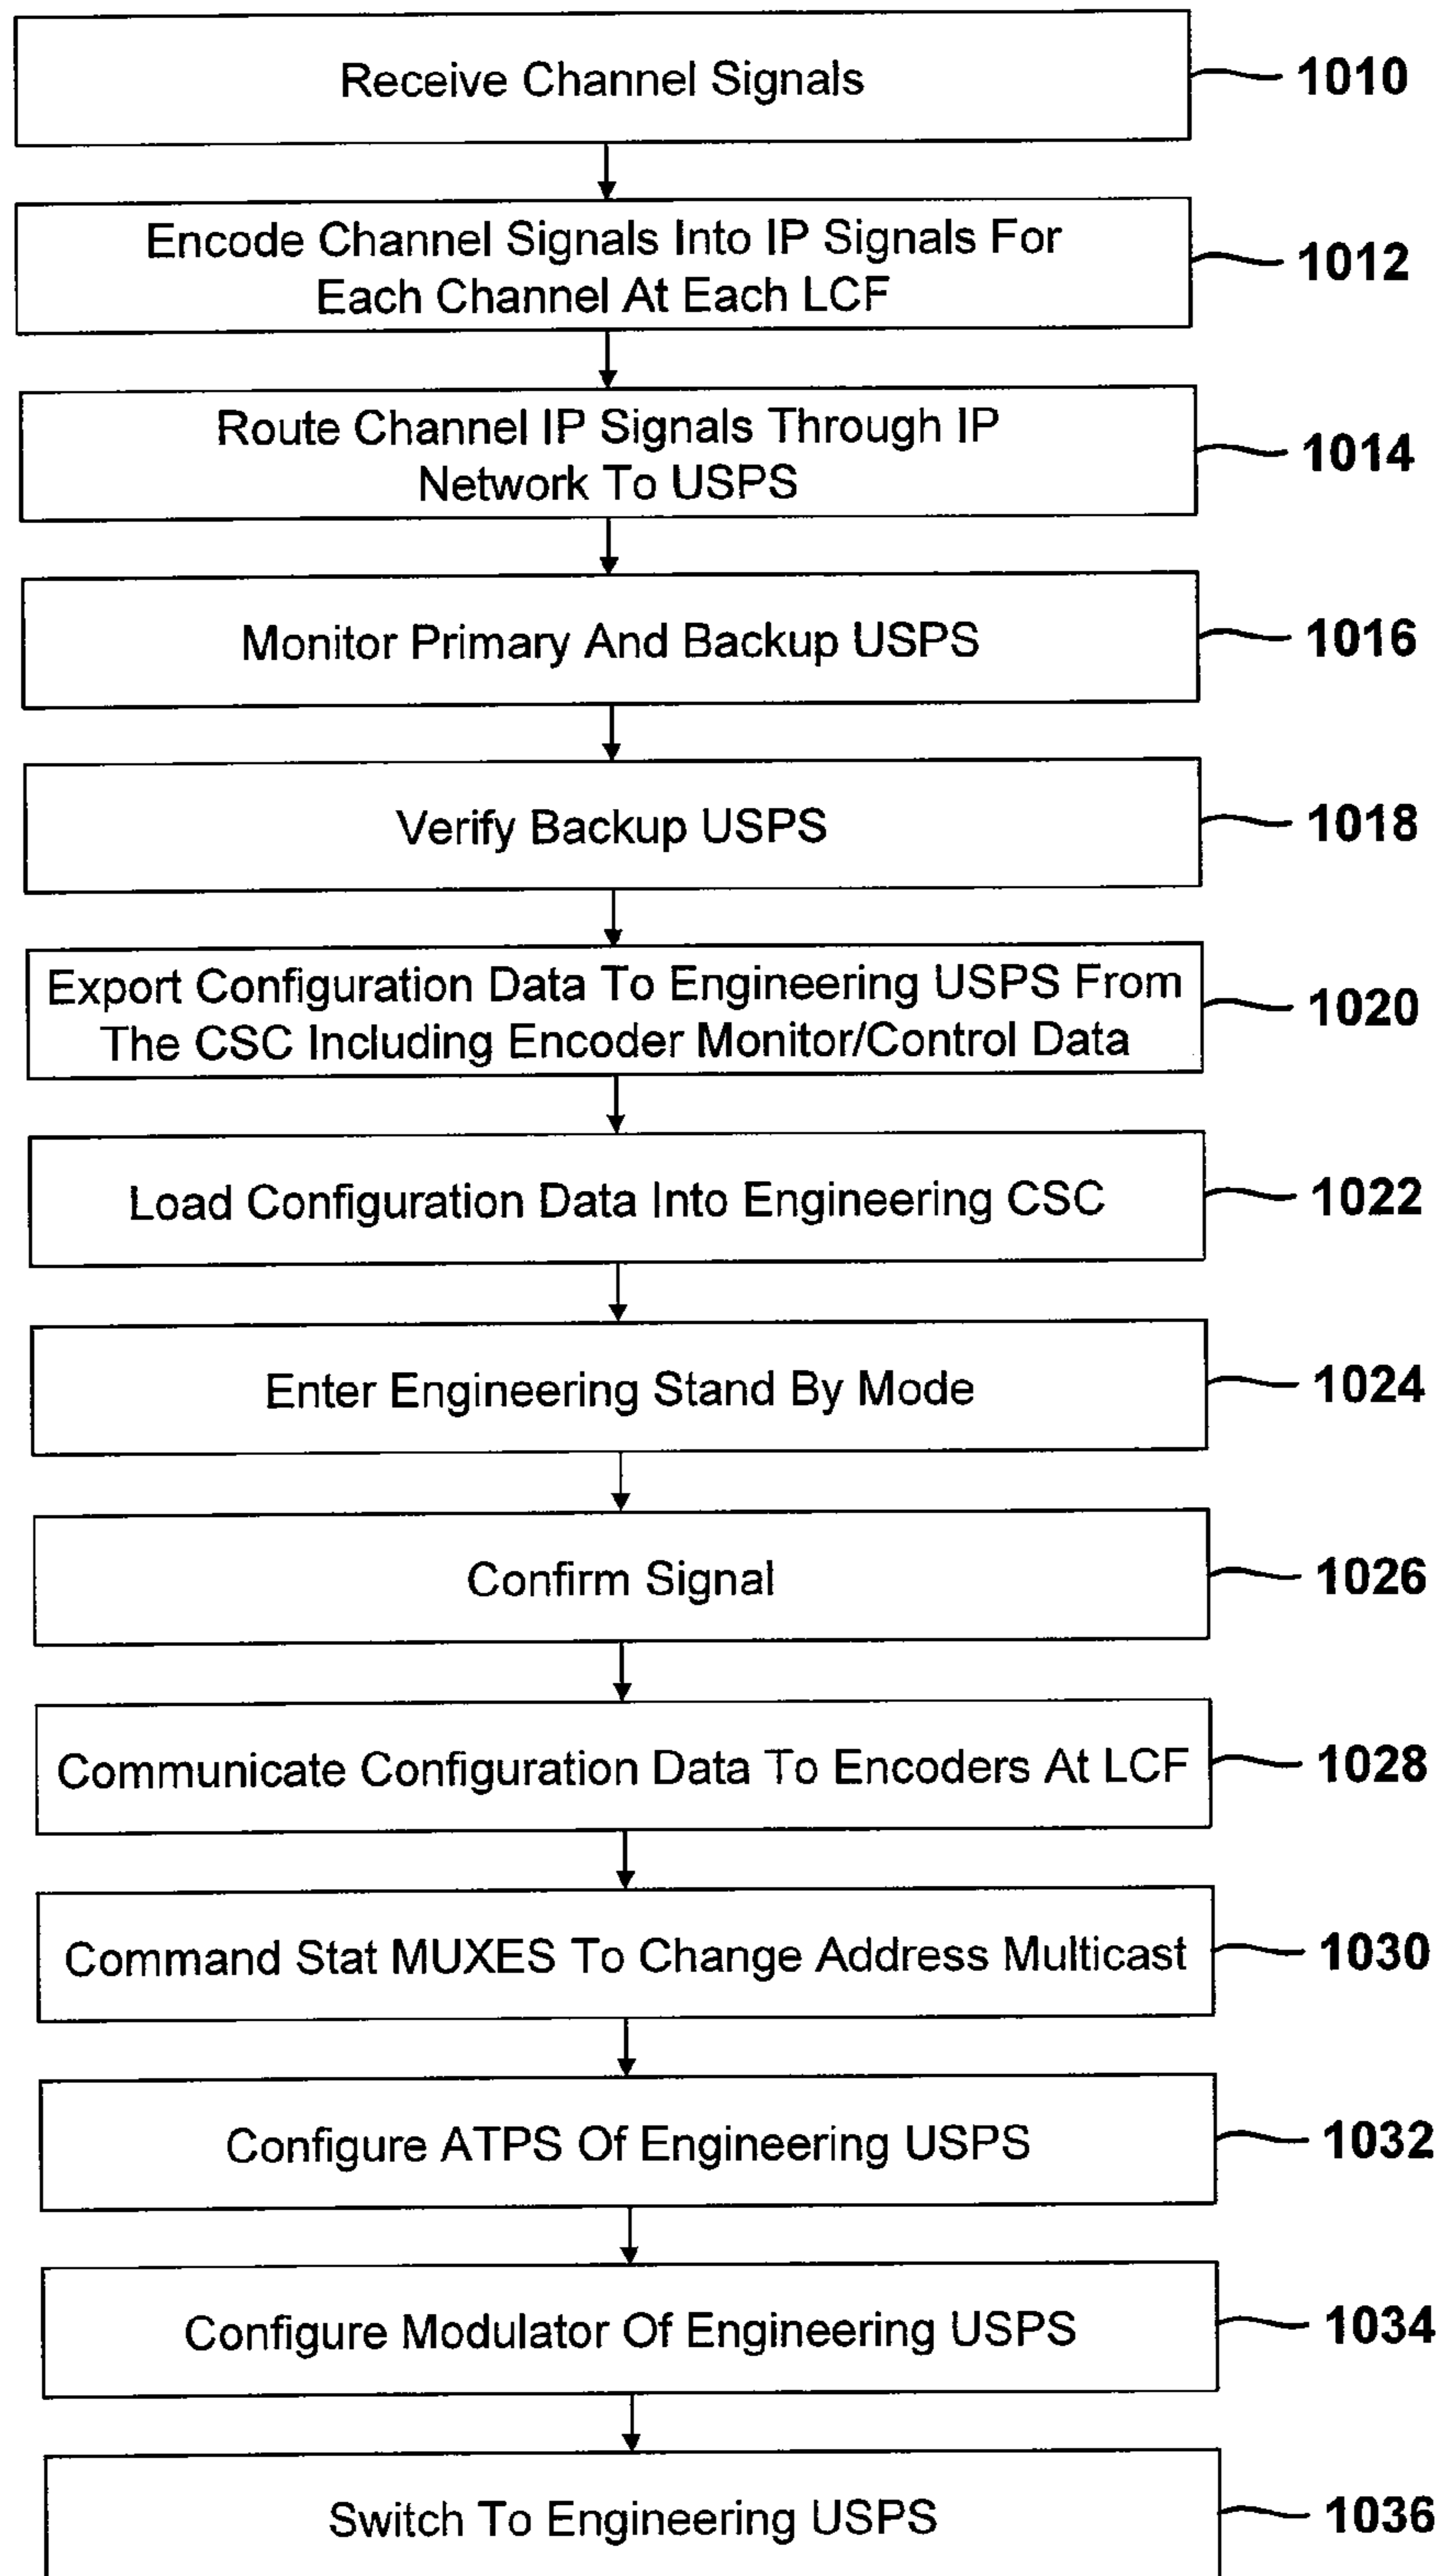 Receive Channel Signals
1010
Encode Channel Signals Into IP Signals For
Each Channel At Each LCF
1012
Route Channel IP Signals Through IP
Network To USPS
1014
Monitor Primary And Backup USPS
1016
Verify Backup USPS
1018
Export Configuration Data To Engineering USPS From
The CSC Including Encoder Monitor/Control Data
1020
Load Configuration Data Into Engineering CSC
1022
Enter Engineering Stand By Mode
1024
Confirm Signal
1026
Communicate Configuration Data To Encoders At LCF
1028
Command Stat MUXES To Change Address Multicast
1030
Configure ATPS Of Engineering USPS
1032
Configure Modulator Of Engineering USPS
1034
Switch To Engineering USPS
1036